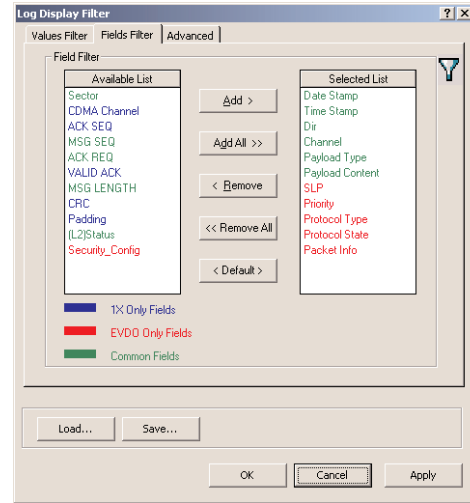 Log Display Filter
Values Filter Fields Filter Advanced
Field Filter
Available List
Sector
CDMA Channel
ACK SEQ
MSG SEQ
ACK REQ
VALID ACK
MSG LENGTH
CRC
Padding
(L2)Status
Security_Config
Add >
Add All >>
< Remove
<< Remove All
< Default >
Selected List
Date Stamp
Time Stamp
Dir
Channel
Payload Type
Payload Content
SLP
Priority
Protocol Type
Protocol State
Packet Info
1X Only Fields
EVDO Only Fields
Common Fields
Load... Save...
OK Cancel Apply